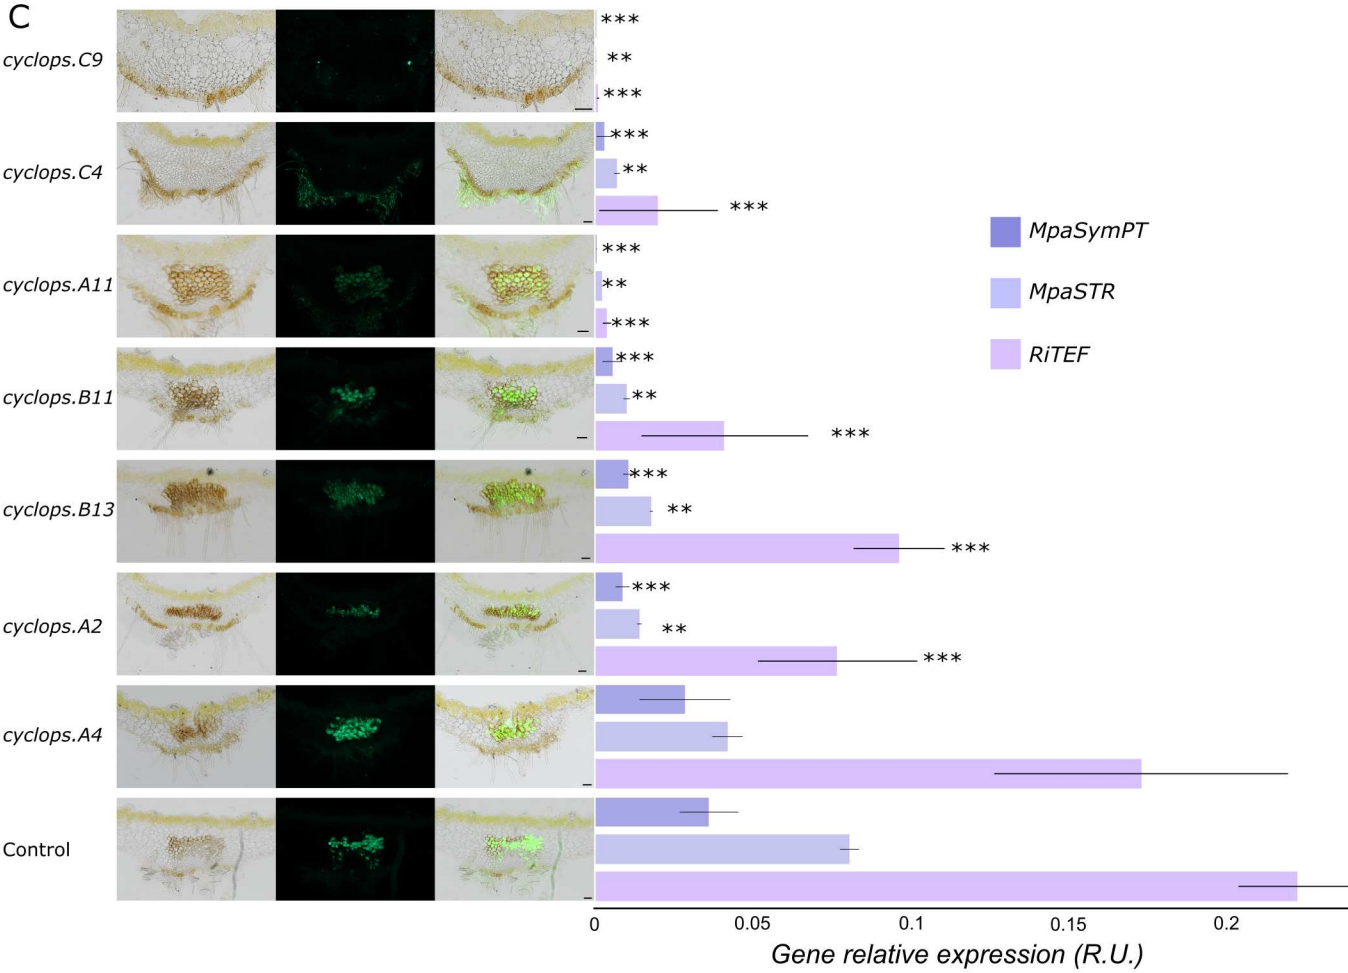 C
cyclops.C9
***
**
***
cyclops.C4
***
**
***
cyclops.A11
***
**
***
cyclops.B11
***
**
***
cyclops.B13
***
**
***
cyclops.A2
***
**
***
cyclops.A4
Control
MpaSymPT
MpaSTR
RiTEF
0 0.05 0.1 0.15 0.2
Gene relative expression (R.U.)